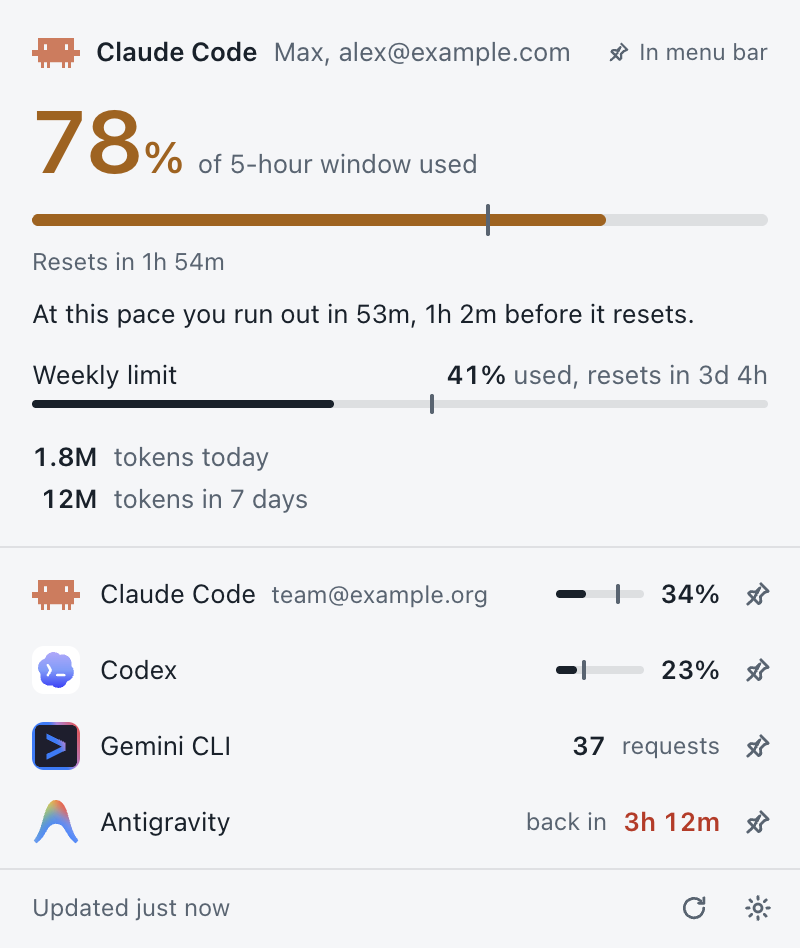 Claude Code Max, alex@example.com In menu bar
78% of 5-hour window used
Resets in 1h 54m
At this pace you run out in 53m, 1h 2m before it resets.
Weekly limit 41% used, resets in 3d 4h
1.8M tokens today
12M tokens in 7 days
Claude Code team@example.org 34%
Codex 23%
Gemini CLI 37 requests
Antigravity back in 3h 12m
Updated just now